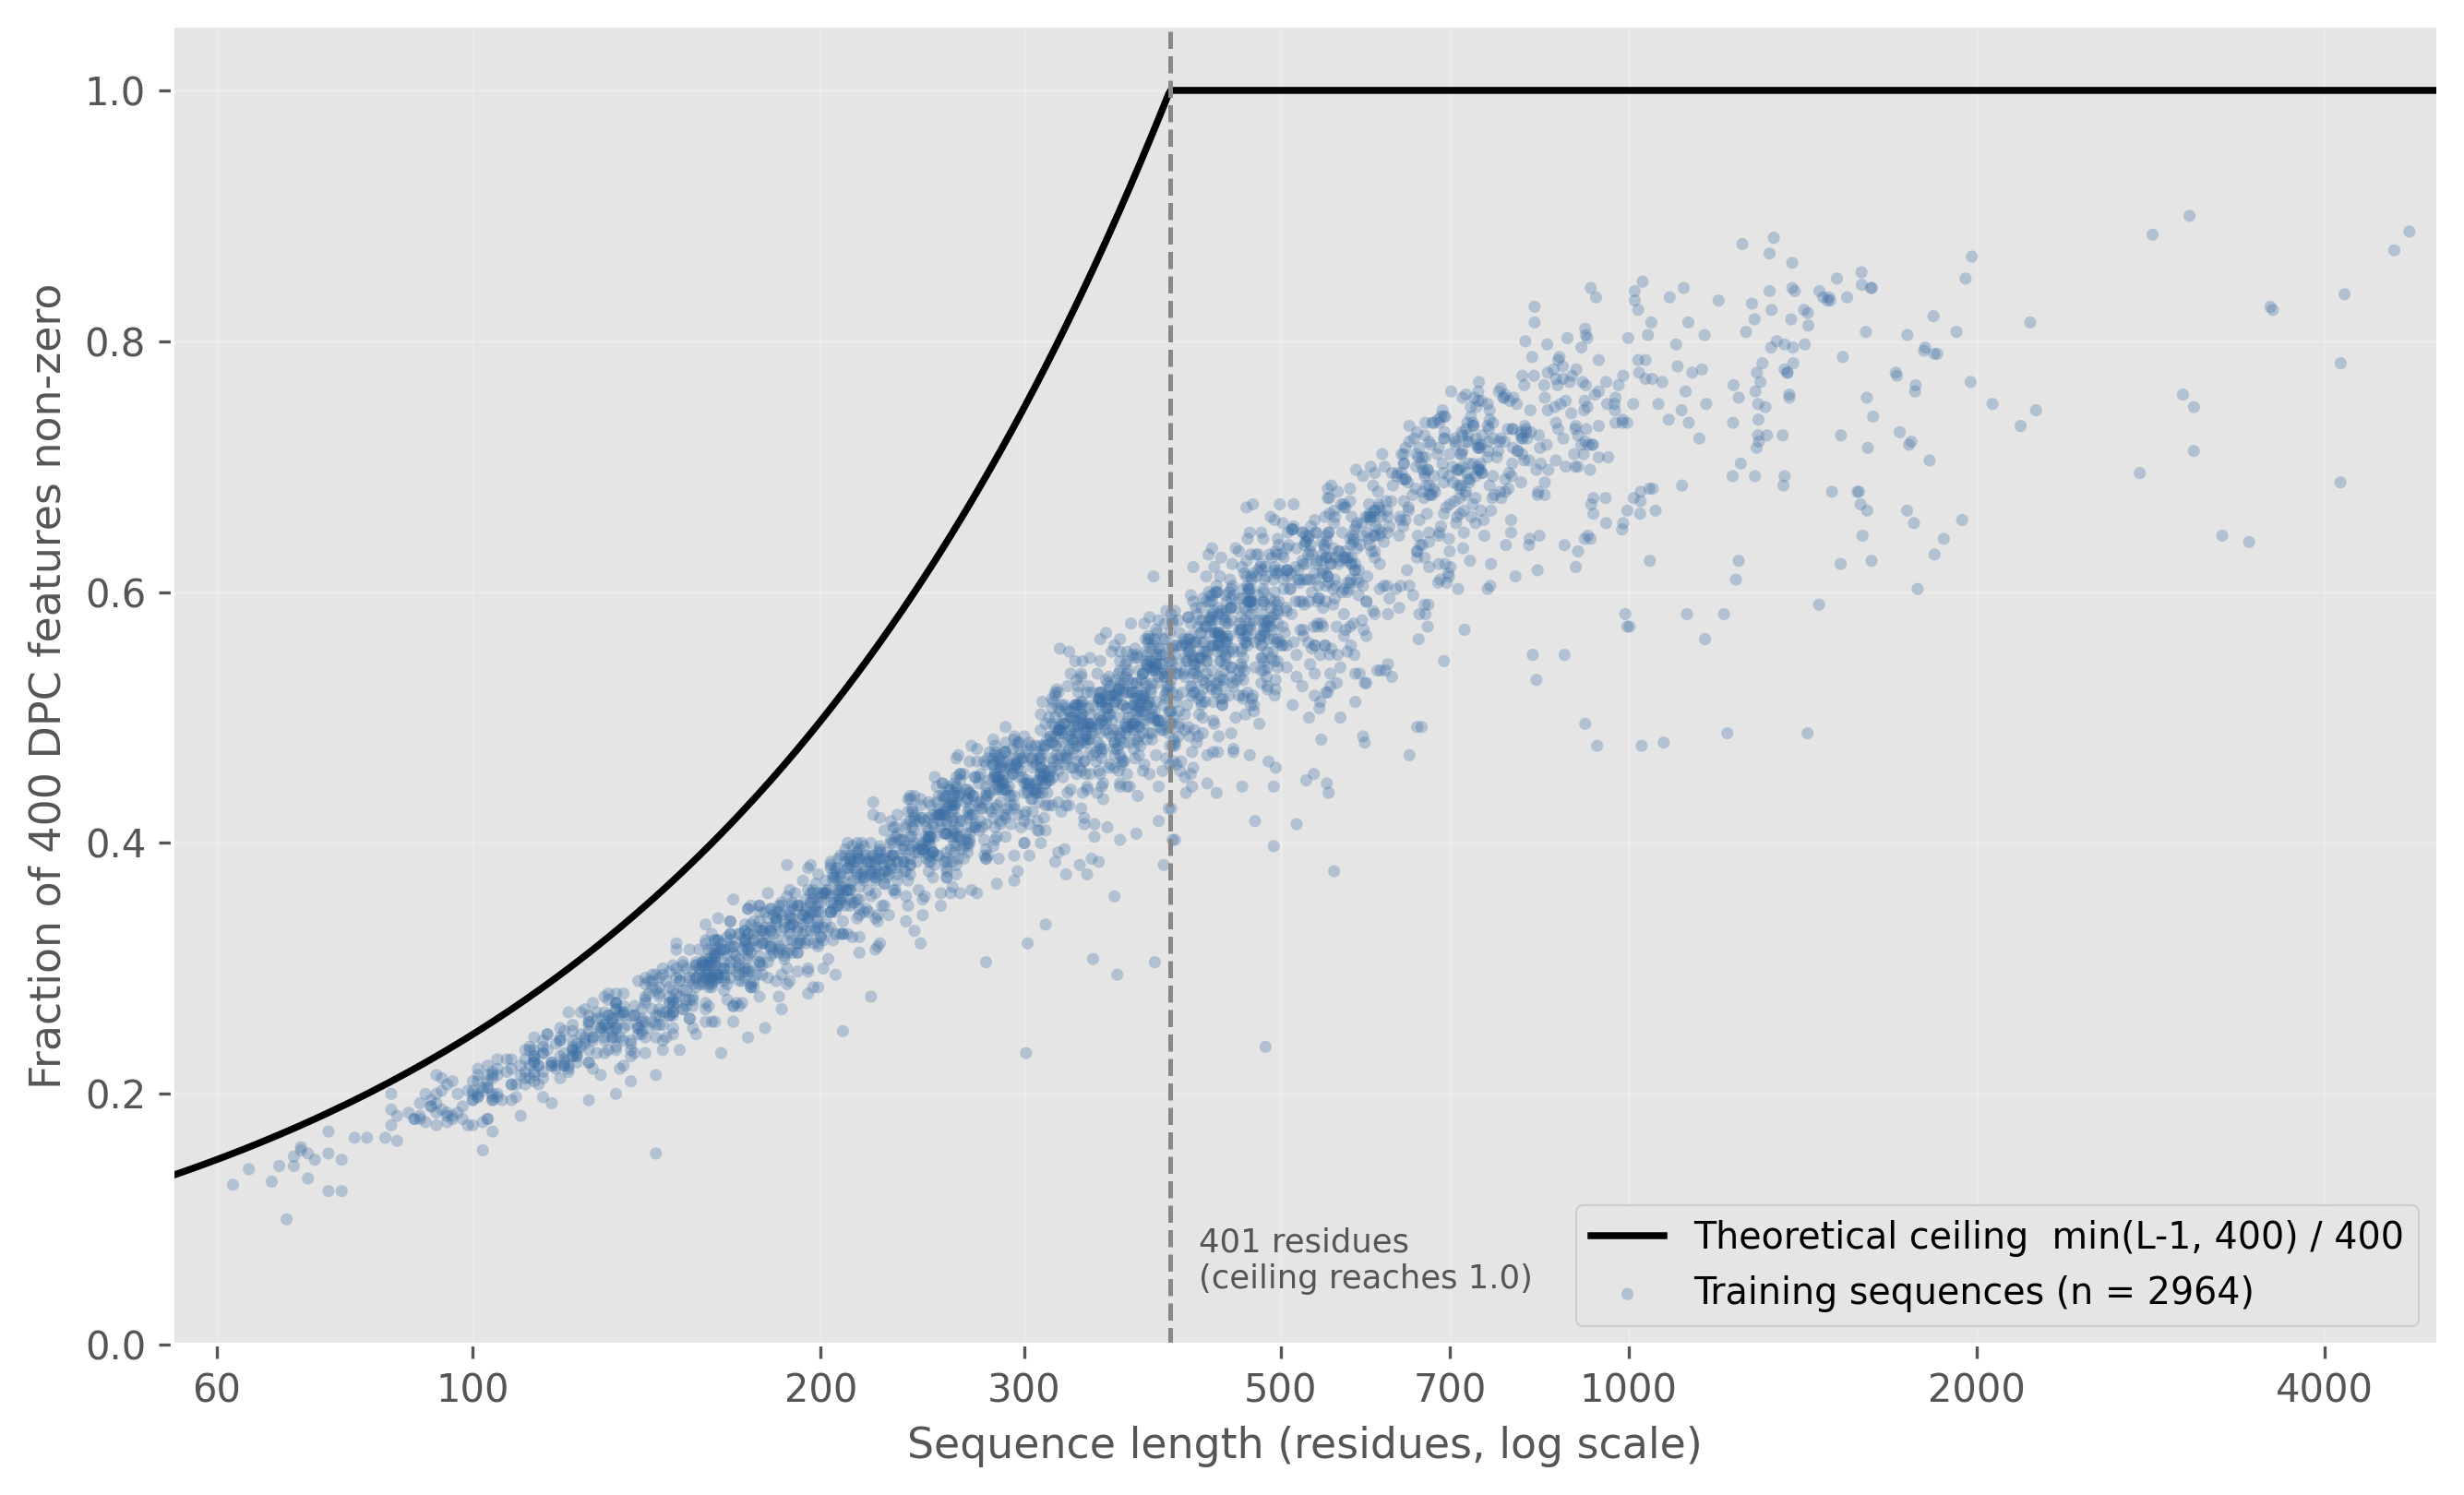 Fraction of 400 DPC features non-zero
1.0
0.8
0.6
0.4
0.2
0.0
401 residues
(ceiling reaches 1.0)
Theoretical ceiling  min(L-1, 400) / 400
Training sequences (n = 2964)
60 100 200 300 500 700 1000 2000 4000
Sequence length (residues, log scale)